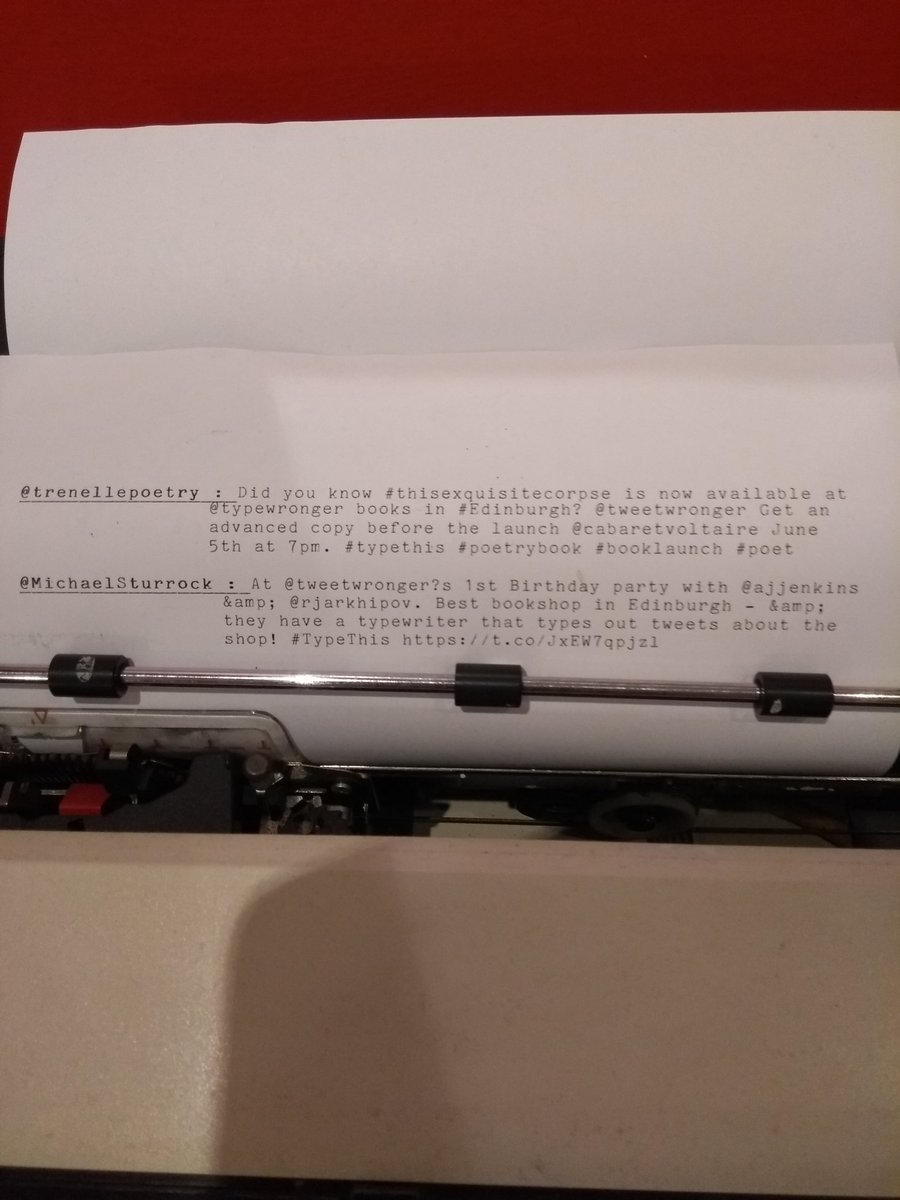 @trenellepoetry : Did you know #thisexquisitecorpse is now available at
@typewronger books in #Edinburgh? @tweetwronger Get an
advanced copy before the launch @cabaretvoltaire June
5th at 7pm. #typethis #poetrybook #booklaunch #poet
@MichaelSturrock : At @tweetwronger?s 1st Birthday party with @ajjenkins
&amp; @rjarkhipov. Best bookshop in Edinburgh - &amp;
they have a typewriter that types out tweets about the
shop! #TypeThis https://t.co/JxEW7qpjzl